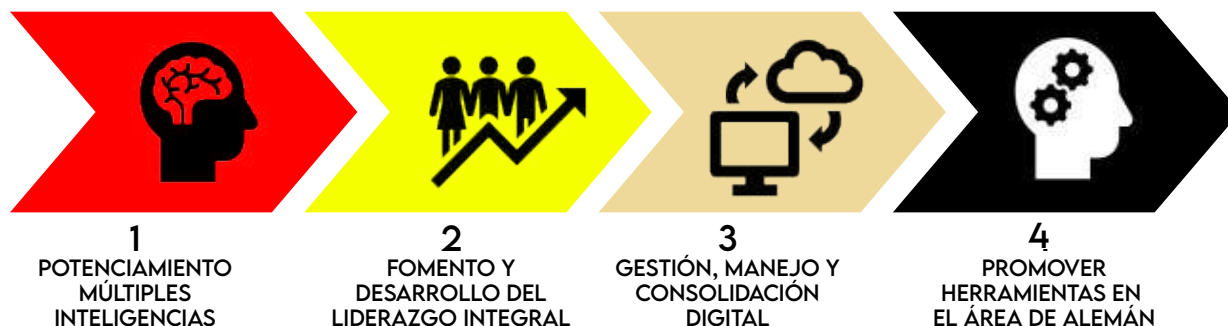 1
POTENCIAMIENTO
MÚLTIPLES
INTELIGENCIAS
2
FOMENTO Y
DESARROLLO DEL
LIDERAZGO INTEGRAL
3
GESTIÓN, MANEJO Y
CONSOLIDACIÓN
DIGITAL
4
PROMOVER
HERRAMIENTAS EN
EL ÁREA DE ALEMÁN